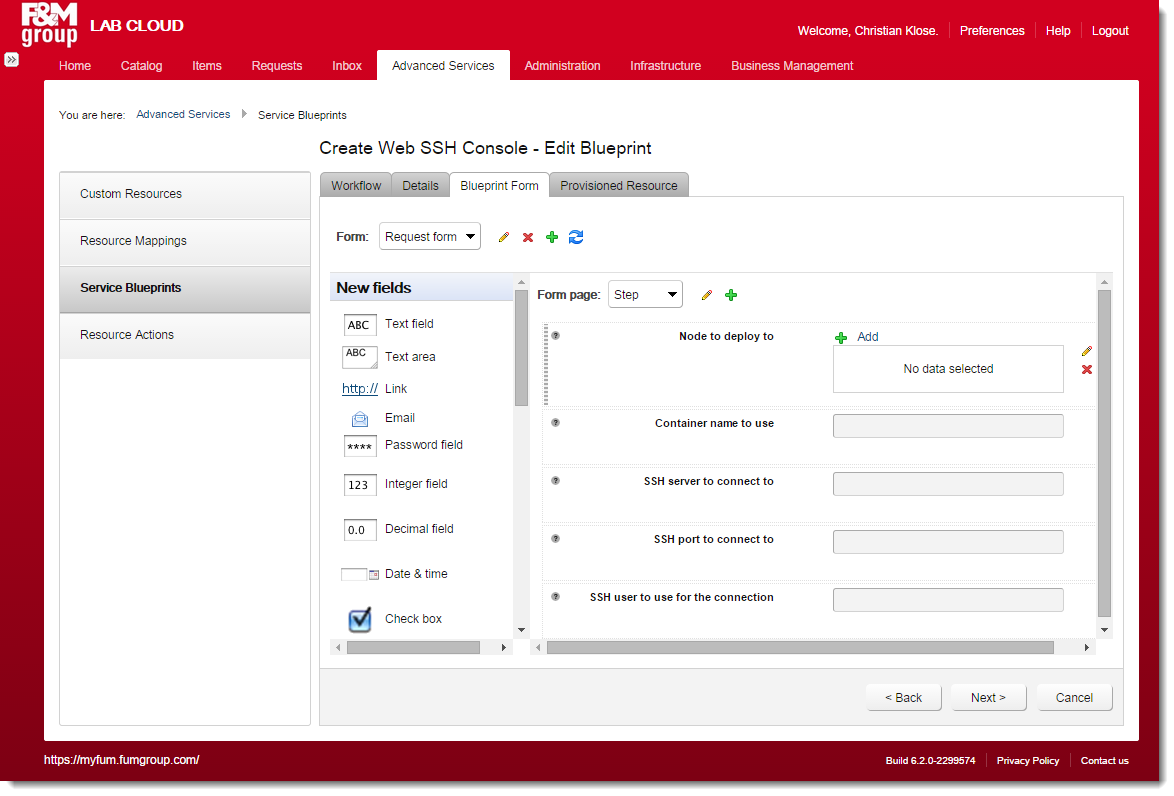 F&M
group
LAB CLOUD
Welcome, Christian Klose.
Preferences
Help
Logout
Home
Catalog
Items
Requests
Inbox
Advanced Services
Administration
Infrastructure
Business Management
You are here: Advanced Services Service Blueprints
Create Web SSH Console - Edit Blueprint
Custom Resources
Resource Mappings
Service Blueprints
Resource Actions
Workflow
Details
Blueprint Form
Provisioned Resource
Form: Request form
New fields
ABC Text field
ABC Text area
http:// Link
Email
**** Password field
123 Integer field
0.0 Decimal field
Date & time
Check box
Form page: Step
? Node to deploy to
Add
No data selected
? Container name to use
? SSH server to connect to
? SSH port to connect to
? SSH user to use for the connection
< Back
Next >
Cancel
https://myfum.fumgroup.com/
Build 6.2.0-2299574
Privacy Policy
Contact us